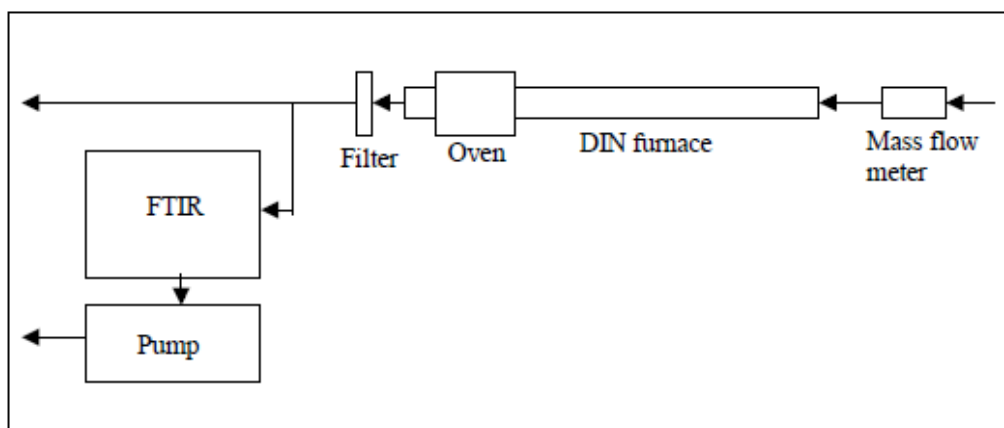 Filter
Oven
DIN furnace
Mass flow
meter
FTIR
Pump